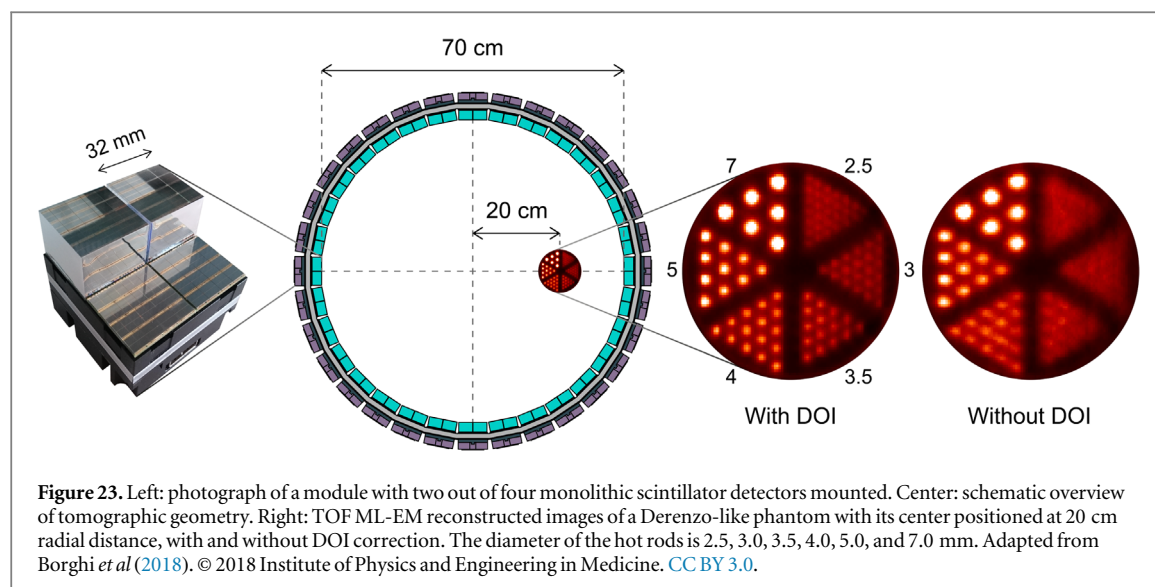 70 cm
32 mm
20 cm
7
2.5
5
3
4
3.5
With DOI
Without DOI
Figure 23. Left: photograph of a module with two out of four monolithic scintillator detectors mounted. Center: schematic overview
of tomographic geometry. Right: TOF ML-EM reconstructed images of a Derenzo-like phantom with its center positioned at 20 cm
radial distance, with and without DOI correction. The diameter of the hot rods is 2.5, 3.0, 3.5, 4.0, 5.0, and 7.0 mm. Adapted from
Borghi et al (2018). © 2018 Institute of Physics and Engineering in Medicine. CC BY 3.0.